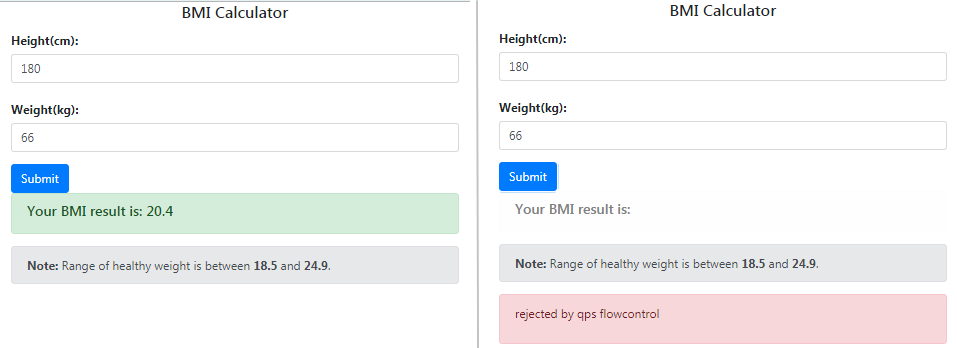 BMI Calculator
Height(cm):
180
Weight(kg):
66
Submit
Your BMI result is: 20.4
Note: Range of healthy weight is between 18.5 and 24.9.
BMI Calculator
Height(cm):
180
Weight(kg):
66
Submit
Your BMI result is:
Note: Range of healthy weight is between 18.5 and 24.9.
rejected by qps flowcontrol